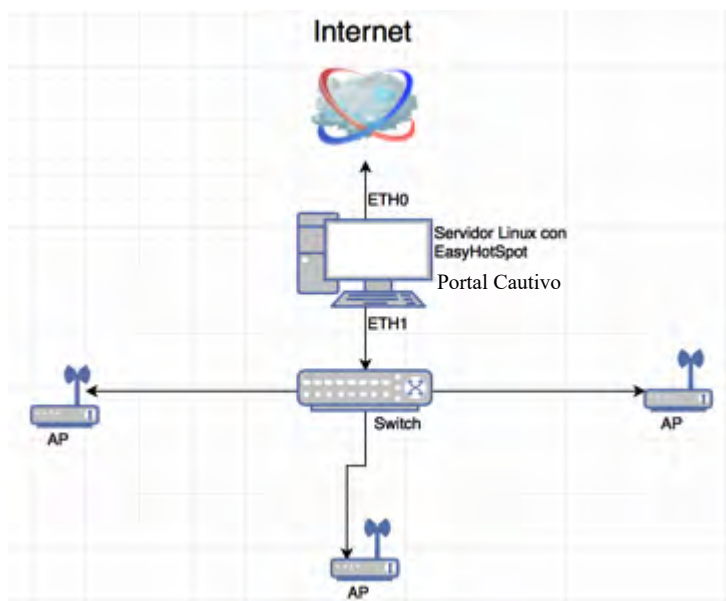 Internet
ETH0
Servidor Linux con
EasyHotSpot
Portal Cautivo
ETH1
AP
Switch
AP
AP